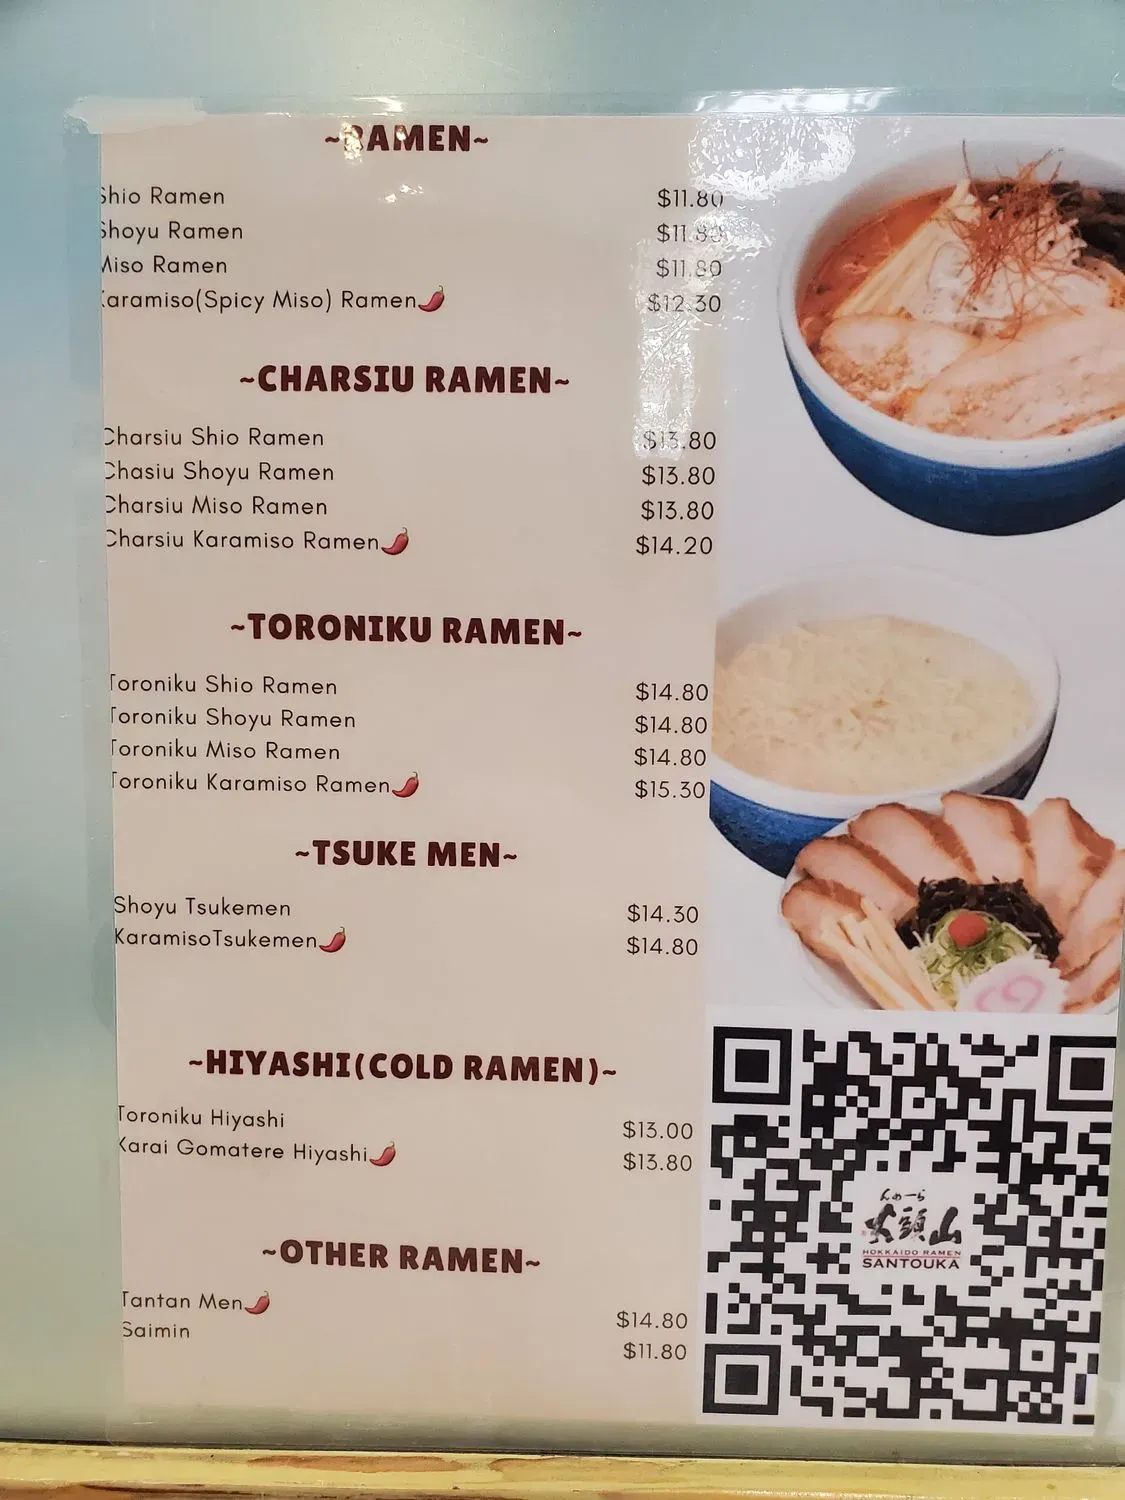 ~RAMEN~
Shio Ramen $11.80
Shoyu Ramen $11.80
Miso Ramen $11.80
Karamiso(Spicy Miso) Ramen🌶 $12.30
~CHARSIU RAMEN~
Charsiu Shio Ramen $13.80
Chasiu Shoyu Ramen $13.80
Charsiu Miso Ramen $13.80
Charsiu Karamiso Ramen🌶 $14.20
~TORONIKU RAMEN~
Toroniku Shio Ramen $14.80
Toroniku Shoyu Ramen $14.80
Toroniku Miso Ramen $14.80
Toroniku Karamiso Ramen🌶 $15.30
~TSUKE MEN~
Shoyu Tsukemen $14.30
KaramisoTsukemen🌶 $14.80
~HIYASHI(COLD RAMEN)~
Toroniku Hiyashi $13.00
Karai Gomatere Hiyashi🌶 $13.80
~OTHER RAMEN~
Tantan Men🌶 $14.80
Saimin $11.80
らーめん
山頭火
HOKKAIDO RAMEN
SANTOUKA